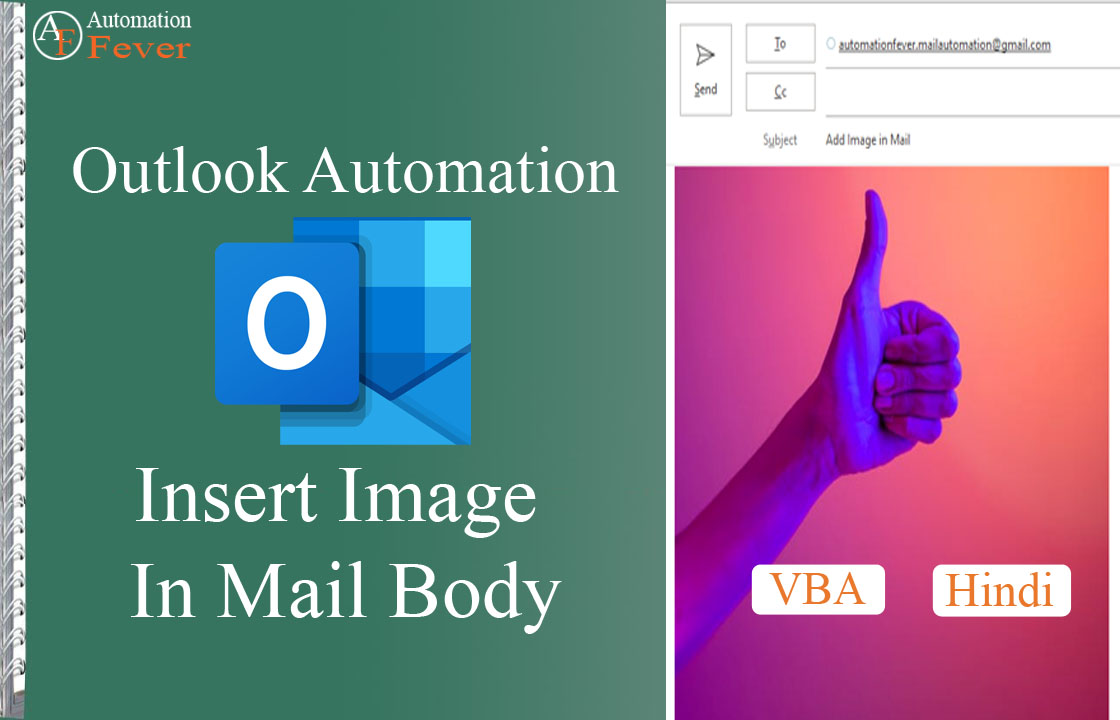 AF
Automation
Fever
Outlook Automation
O
Insert Image
In Mail Body
Send
To
automationfever.mailautomation@gmail.com
Cc
Subject
Add Image in Mail
VBA
Hindi